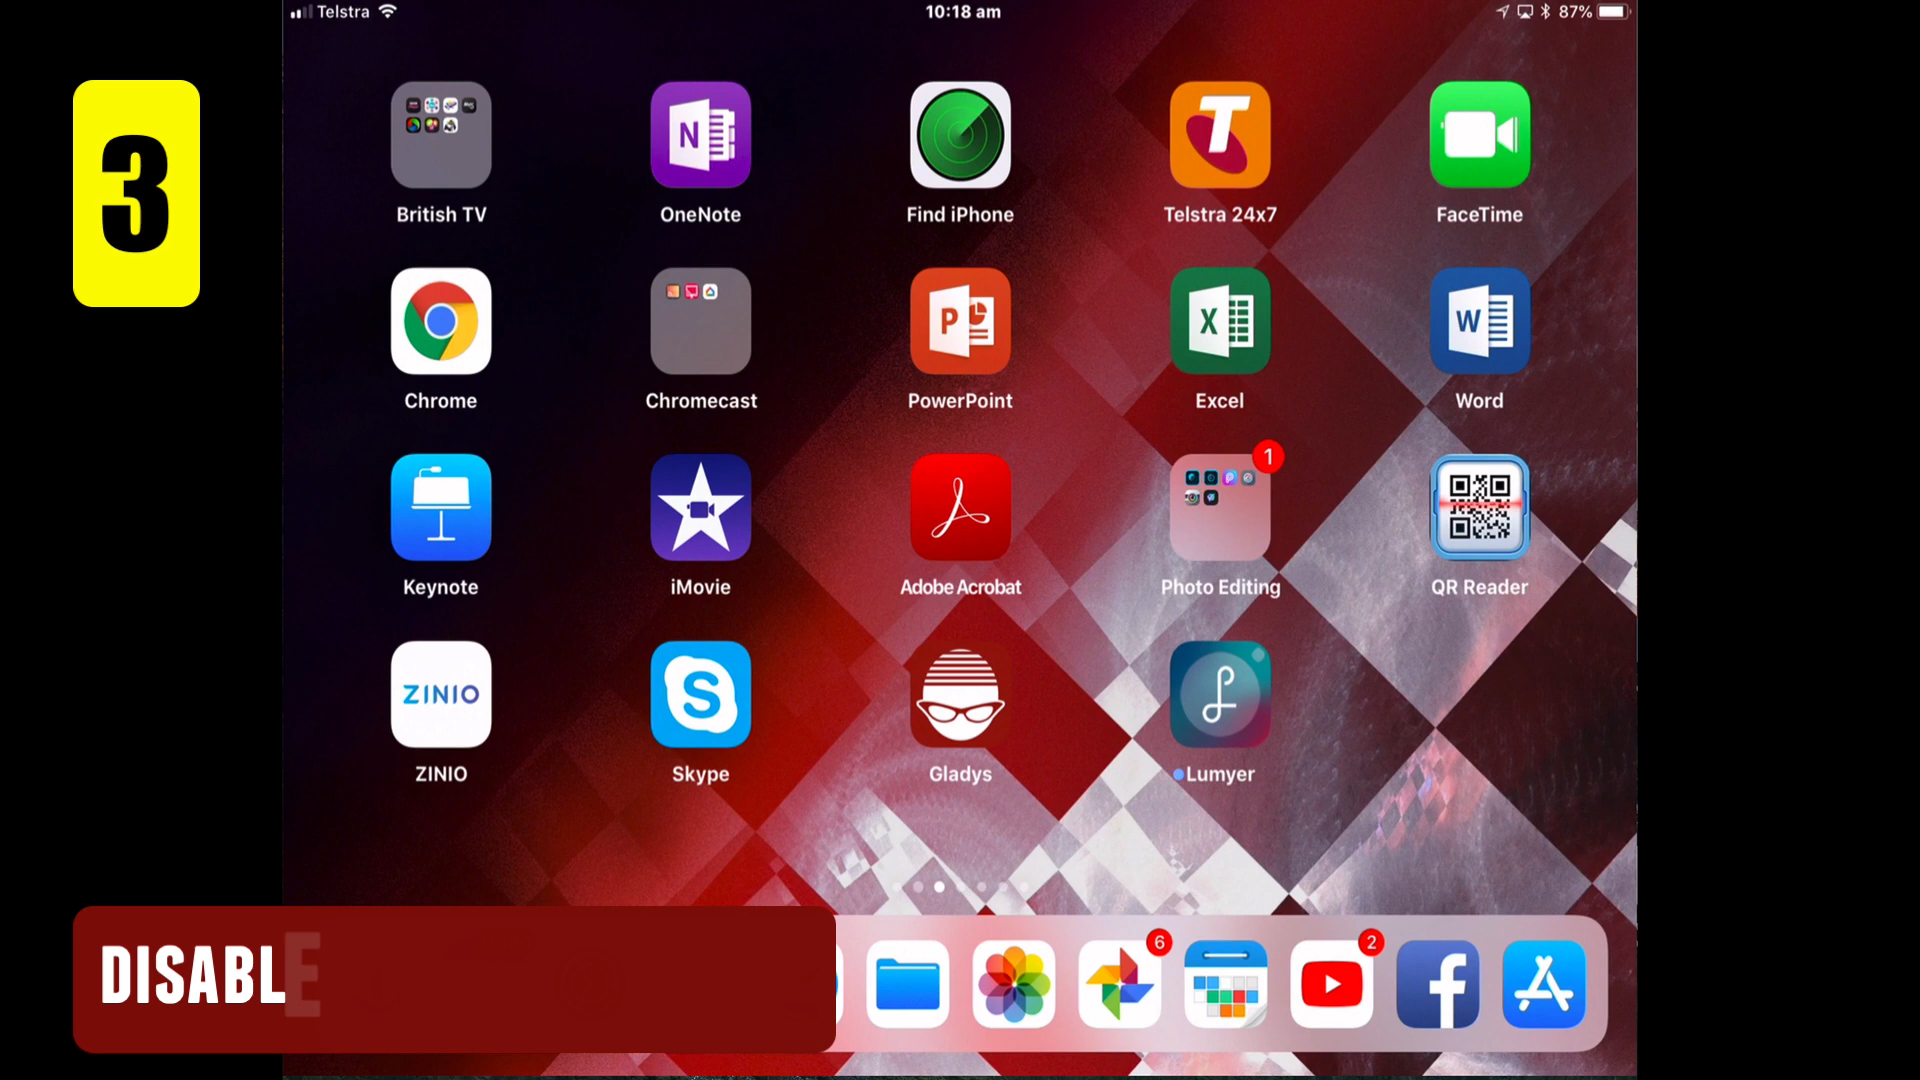 Telstra 10:18 am 87%
3
British TV OneNote Find iPhone Telstra 24x7 FaceTime
Chrome Chromecast PowerPoint Excel Word
1
Keynote iMovie Adobe Acrobat Photo Editing QR Reader
ZINIO
ZINIO Skype Gladys Lumyer
6 2
DISABLE